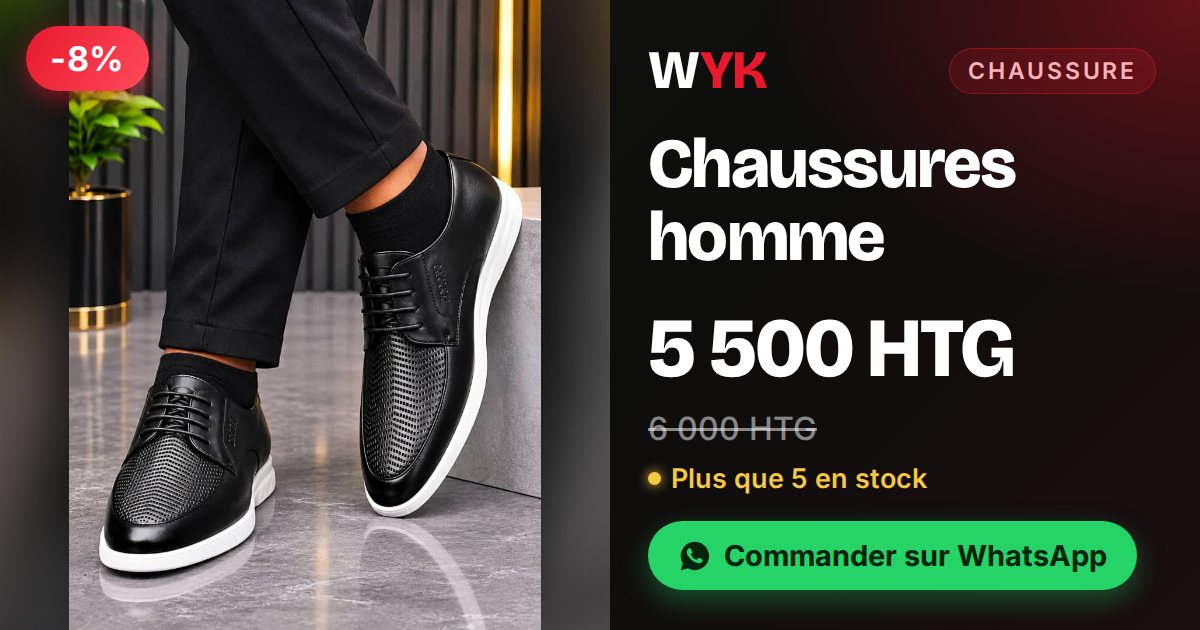 -8%
WYK
CHAUSSURE
Chaussures
homme
5 500 HTG
6 000 HTG
Plus que 5 en stock
Commander sur WhatsApp